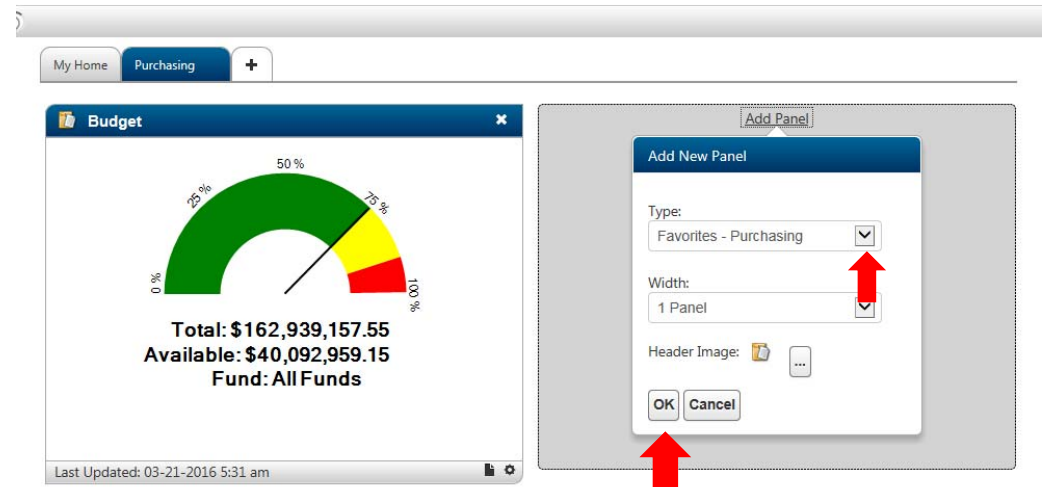 My Home Purchasing +
Budget
0 %
25 %
50 %
75 %
100 %
Total: $162,939,157.55
Available: $40,092,959.15
Fund: All Funds
Last Updated: 03-21-2016 5:31 am
Add Panel
Add New Panel
Type:
Favorites - Purchasing
Width:
1 Panel
Header Image: ...
OK Cancel